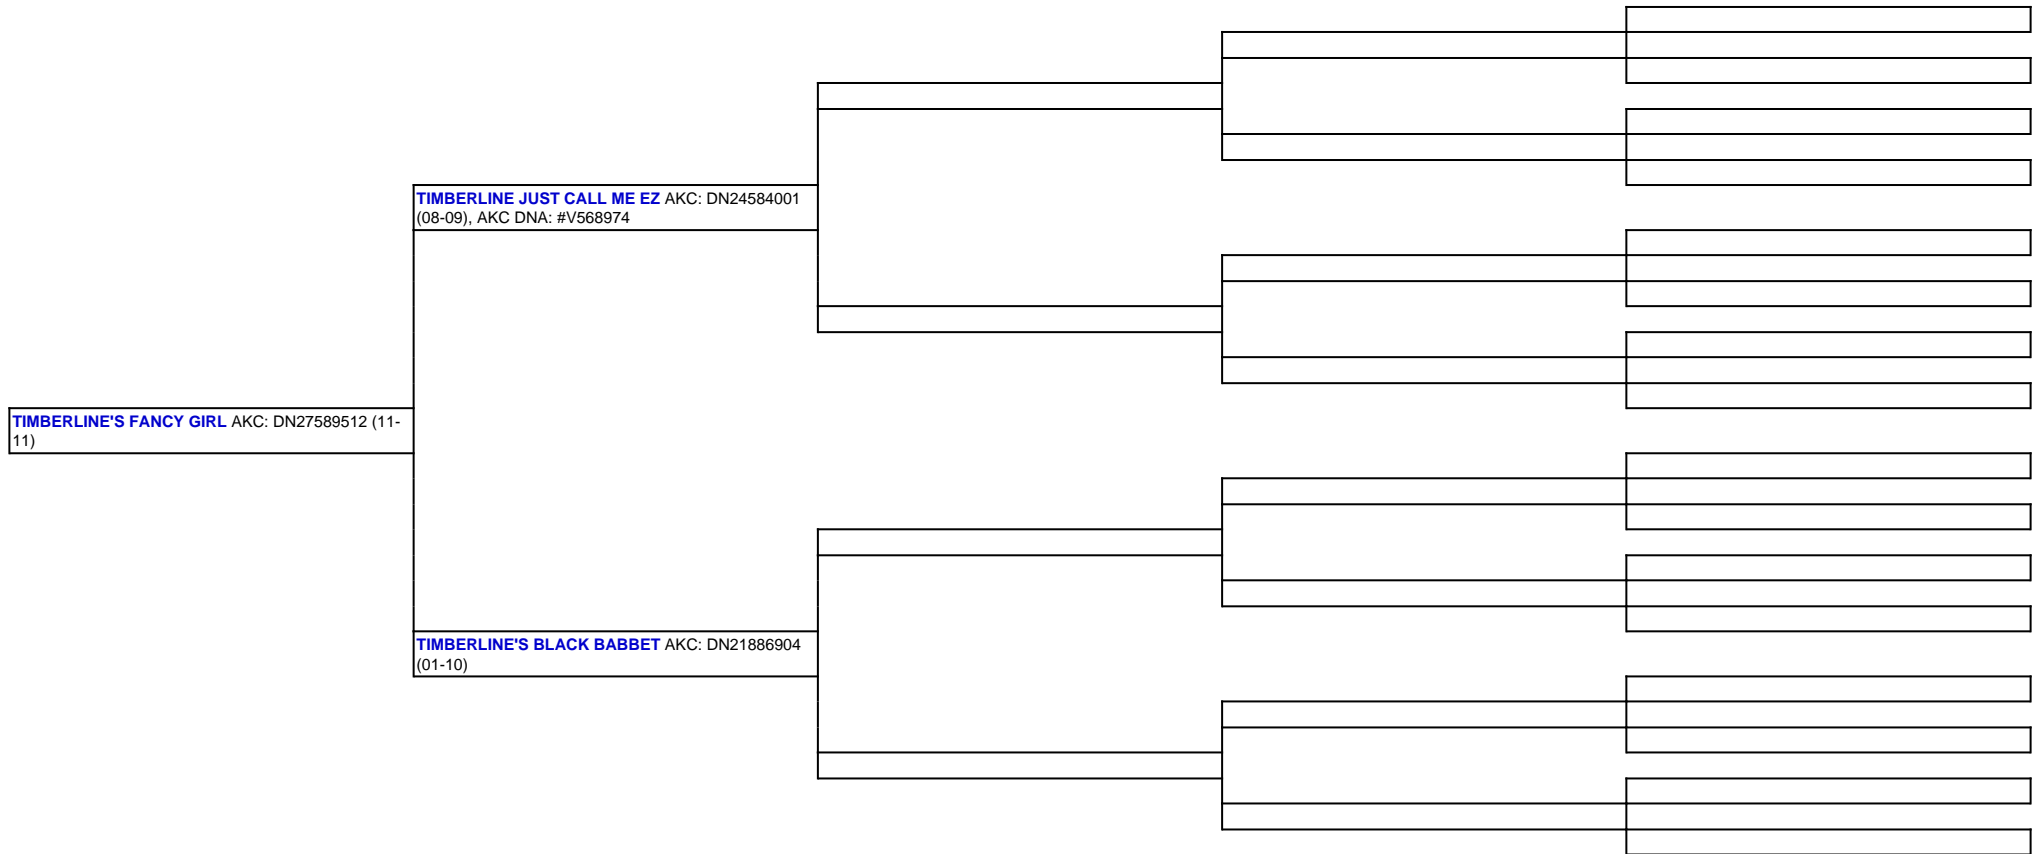 TIMBERLINE JUST CALL ME EZ AKC: DN24584001
(08-09), AKC DNA: #V568974
TIMBERLINE'S FANCY GIRL AKC: DN27589512 (11-
11)
TIMBERLINE'S BLACK BABBET AKC: DN21886904
(01-10)